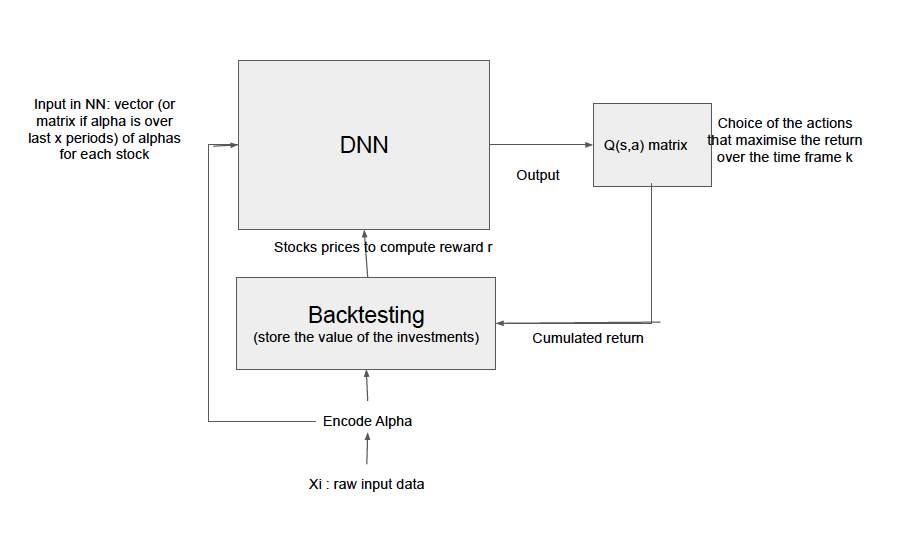 Input in NN: vector (or
matrix if alpha is over
last x periods) of alphas
for each stock
DNN
Output
Q(s,a) matrix
Choice of the actions
that maximise the return
over the time frame k
Stocks prices to compute reward r
Backtesting
(store the value of the investments)
Cumulated return
Encode Alpha
Xi : raw input data